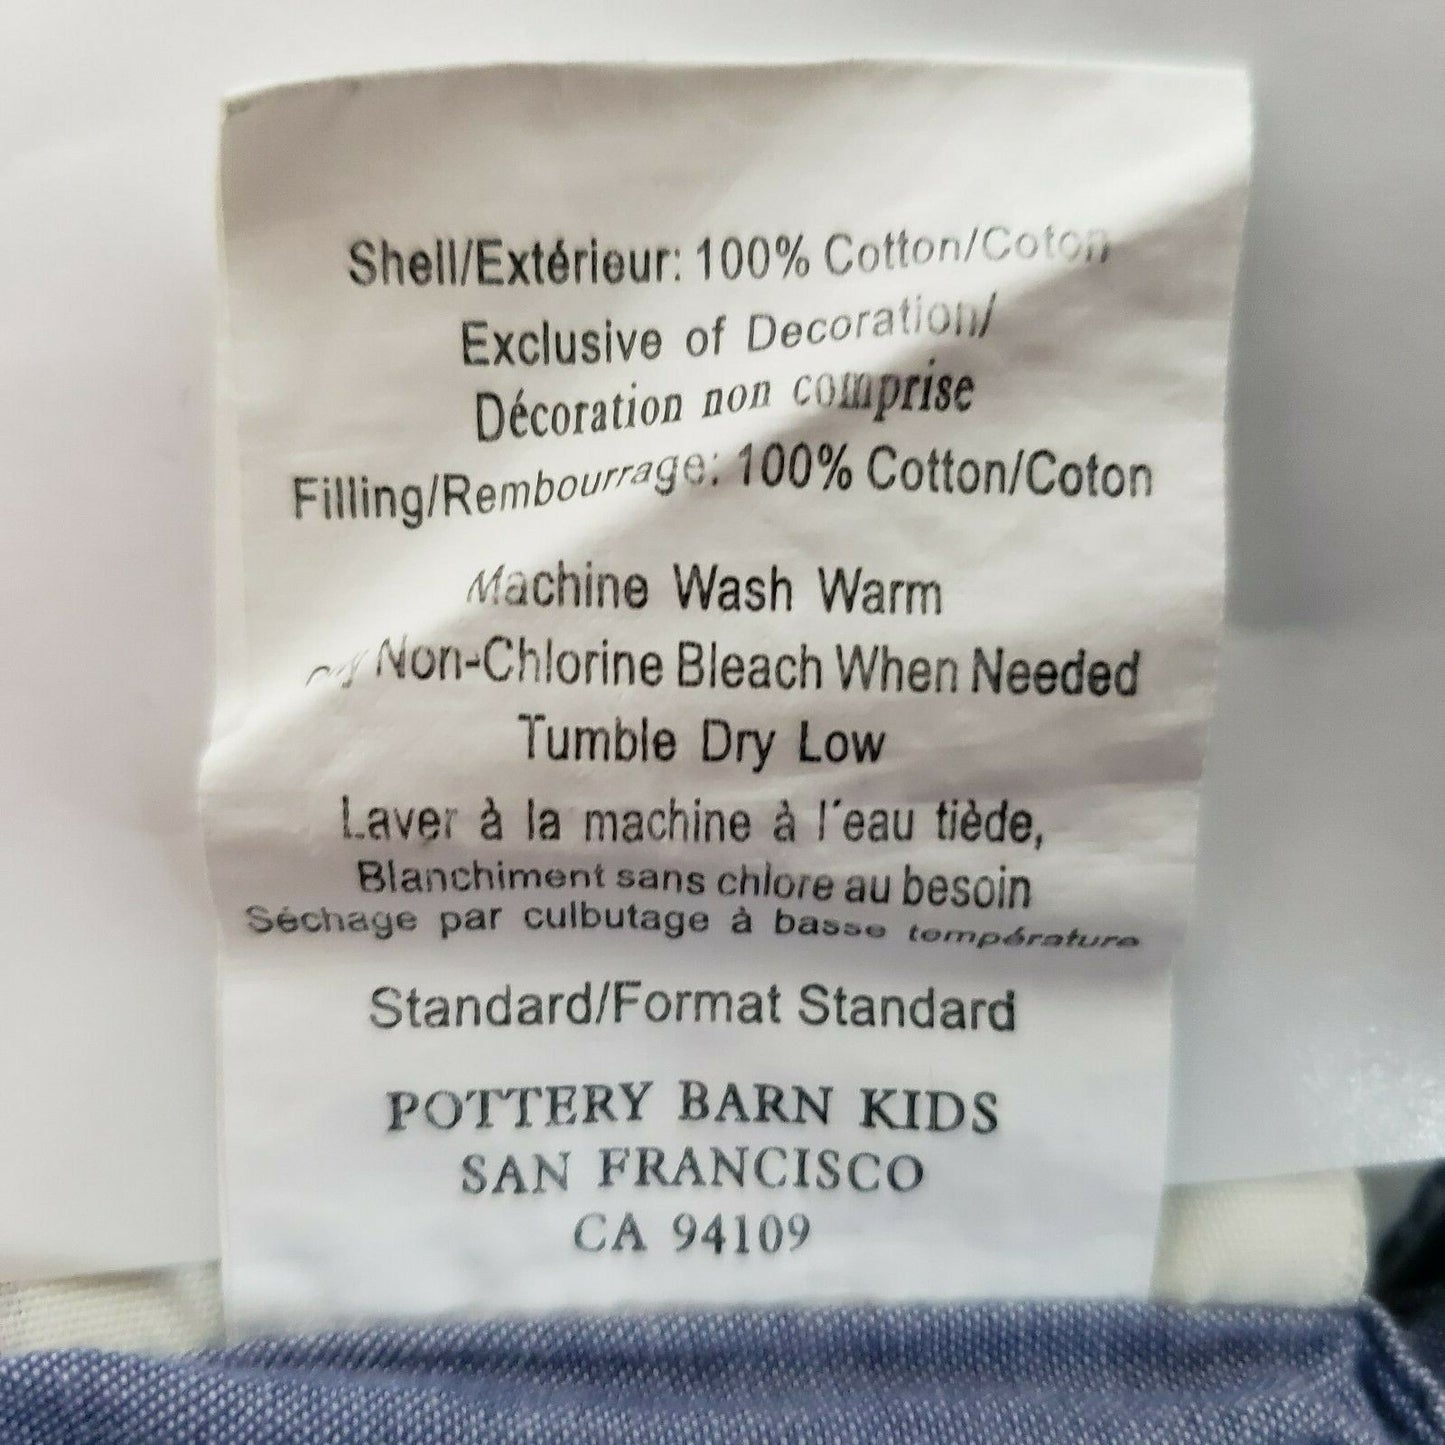 Shell/Extérieur: 100% Cotton/Coton
Exclusive of Decoration/
Décoration non comprise
Filling/Rembourrage: 100% Cotton/Coton
Machine Wash Warm
Non-Chlorine Bleach When Needed
Tumble Dry Low
Laver à la machine à l´eau tiède,
Blanchiment sans chlore au besoin
Séchage par culbutage à basse température
Standard/Format Standard
POTTERY BARN KIDS
SAN FRANCISCO
CA 94109